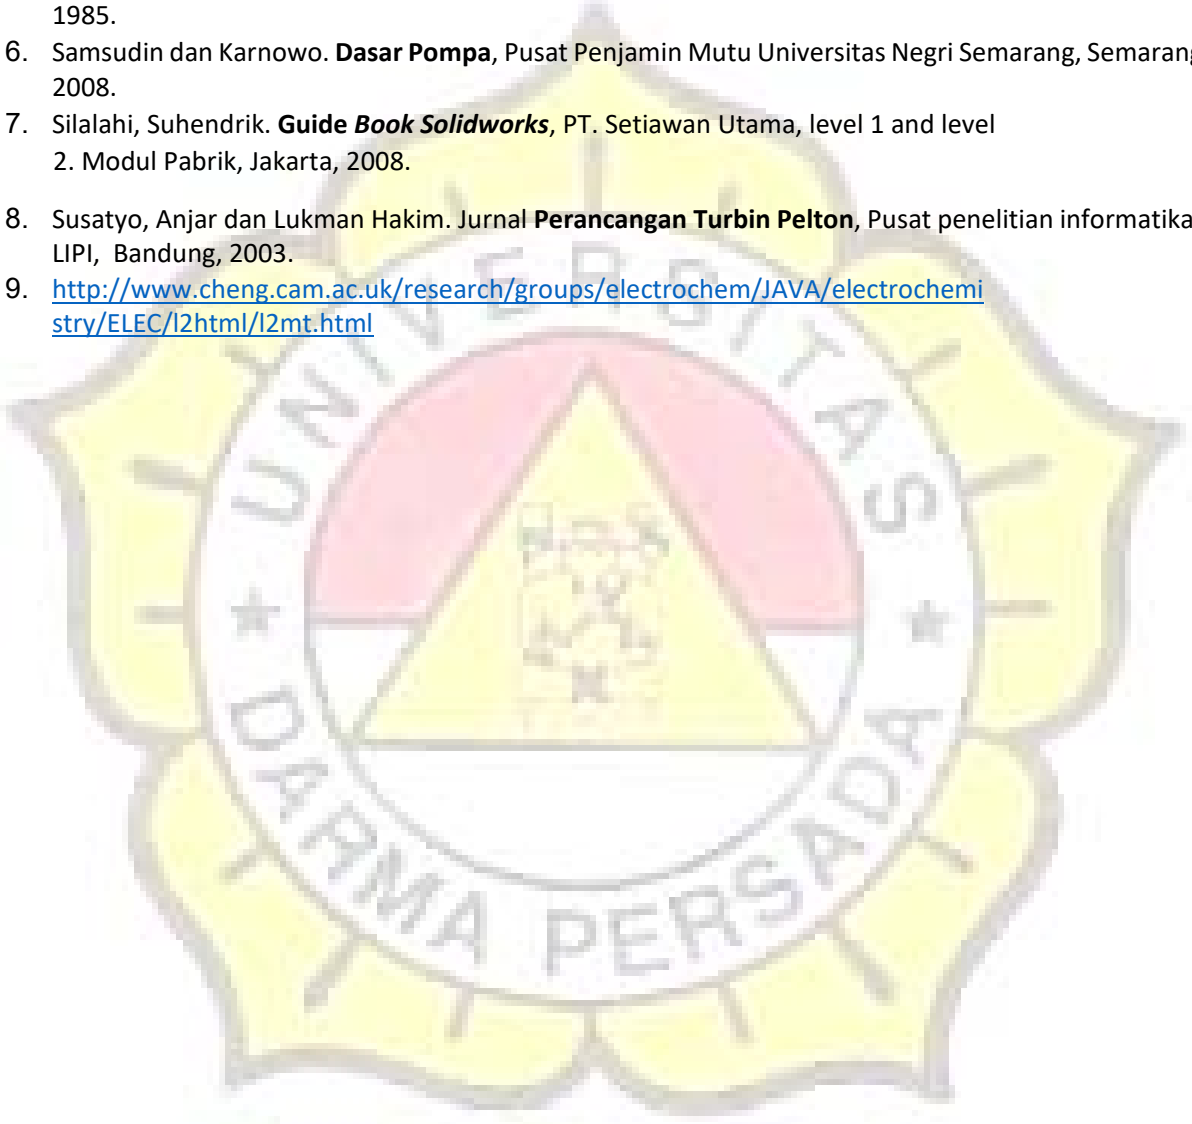 1985.
6. Samsudin dan Karnowo. Dasar Pompa, Pusat Penjamin Mutu Universitas Negri Semarang, Semarang
2008.
7. Silalahi, Suhendrik. Guide Book Solidworks, PT. Setiawan Utama, level 1 and level
2. Modul Pabrik, Jakarta, 2008.
8. Susatyo, Anjar dan Lukman Hakim. Jurnal Perancangan Turbin Pelton, Pusat penelitian informatika
LIPI, Bandung, 2003.
9. http://www.cheng.cam.ac.uk/research/groups/electrochem/JAVA/electrochemi
stry/ELEC/l2html/l2mt.html
UNIVERSITAS
DARMA PERSADA